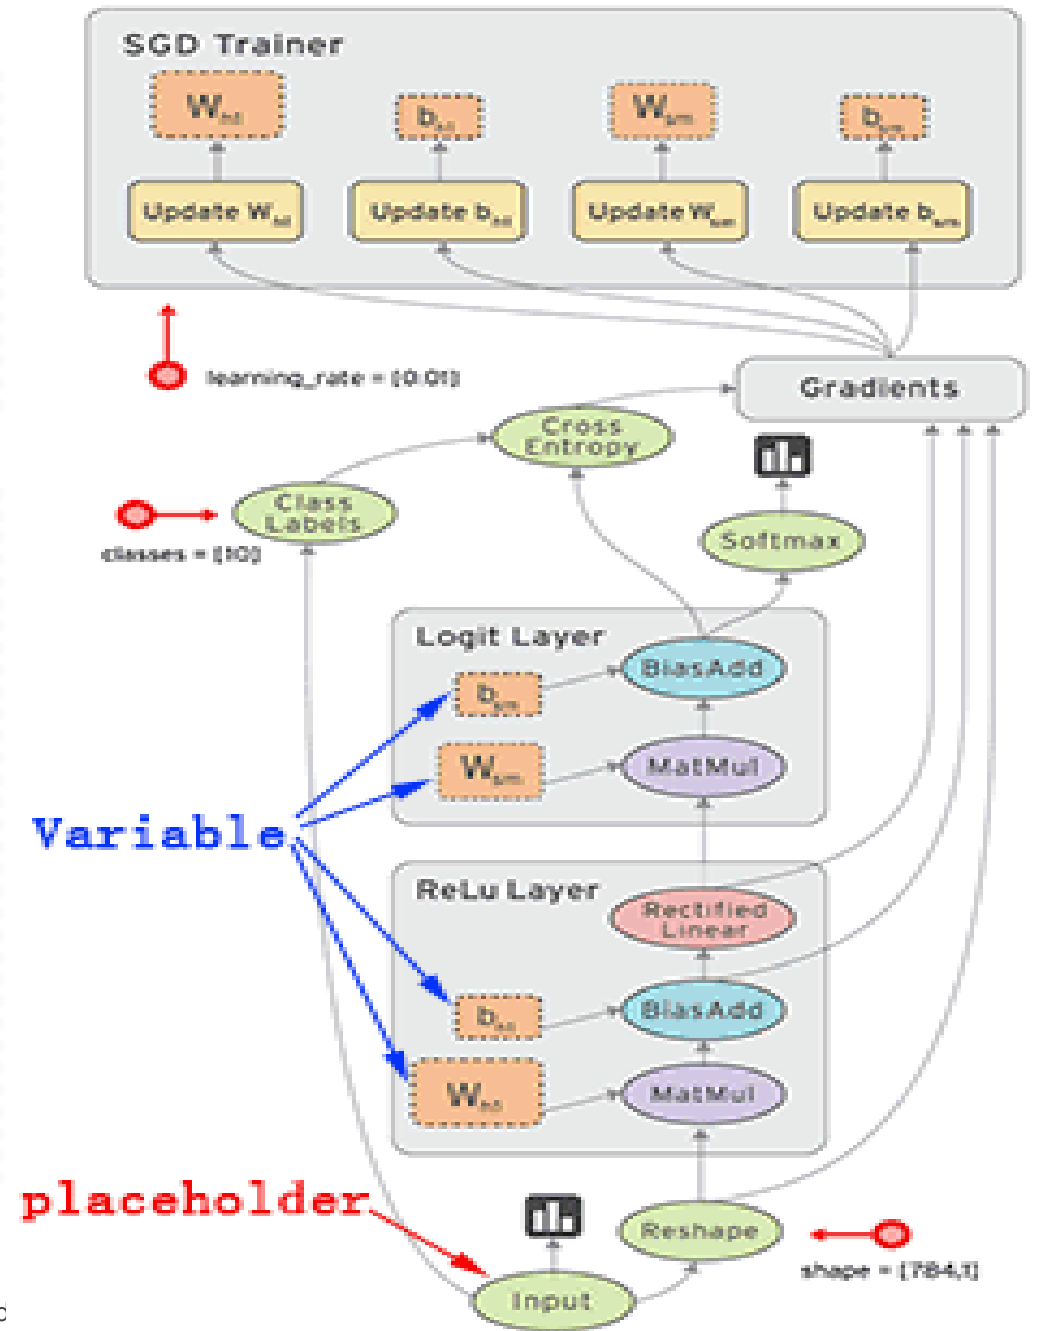 SGD Trainer
W
b
W
b
Update W
Update b
Update W
Update b
learning_rate = [0.01]
Gradients
Cross
Entropy
Class
Labels
classes = [10]
Softmax
Logit Layer
BiasAdd
b
W
MatMul
Variable
ReLu Layer
Rectified
Linear
BiasAdd
b
W
MatMul
placeholder
Reshape
shape = [784,1]
Input